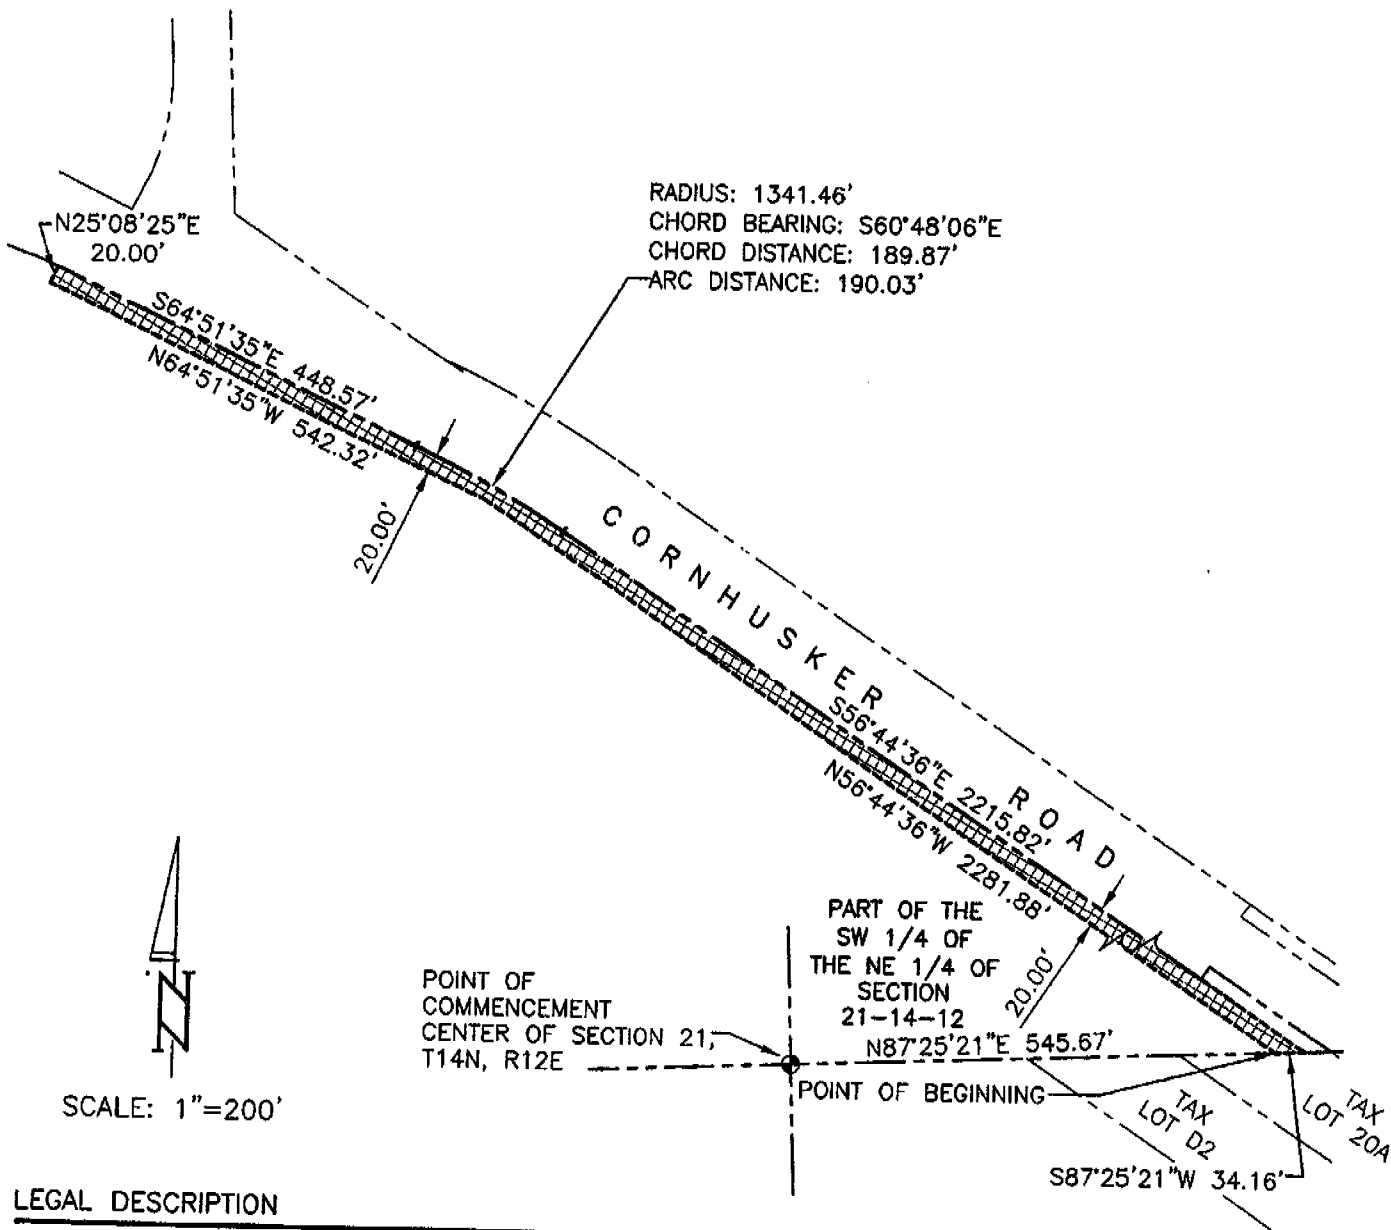 RADIUS: 1341.46'
CHORD BEARING: S60°48'06"E
CHORD DISTANCE: 189.87'
ARC DISTANCE: 190.03'
N25°08'25"E
20.00'
S64°51'35"E 448.57'
N64°51'35"W 542.32'
20.00'
CORNHUSKER ROAD
S56°44'36"E 2215.82'
N56°44'36"W 2281.88'
20.00'
PART OF THE
SW 1/4 OF
THE NE 1/4 OF
SECTION
21-14-12
N87°25'21"E 545.67'
POINT OF
COMMENCEMENT
CENTER OF SECTION 21,
T14N, R12E
POINT OF BEGINNING
TAX
LOT D2
TAX
LOT 20A
S87°25'21"W 34.16'
N
SCALE: 1"=200'
LEGAL DESCRIPTION